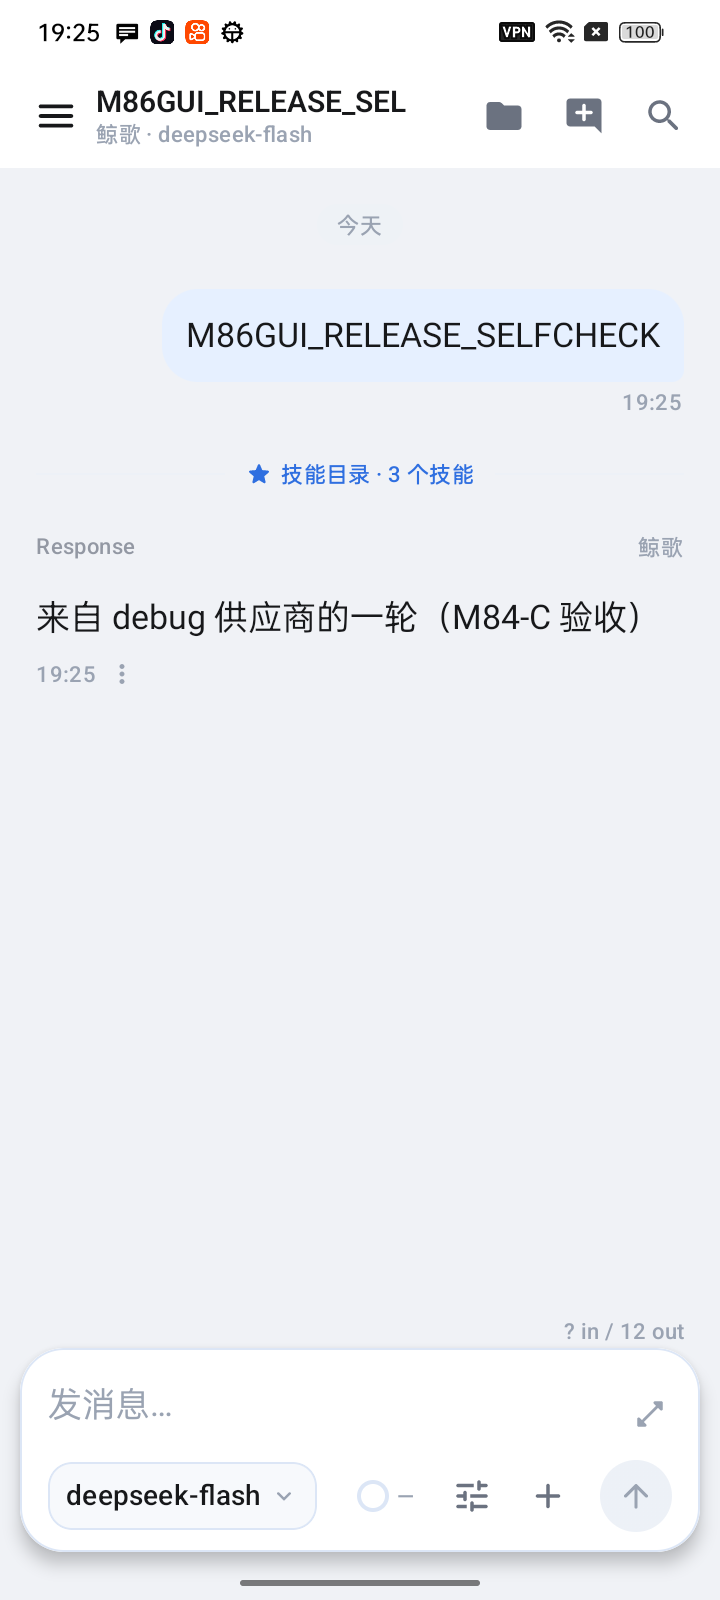 19:25
VPN
100
M86GUI_RELEASE_SEL
鲸歌 · deepseek-flash
今天
M86GUI_RELEASE_SELFCHECK
19:25
技能目录 · 3 个技能
Response
鲸歌
来自 debug 供应商的一轮（M84-C 验收）
19:25
? in / 12 out
发消息…
deepseek-flash